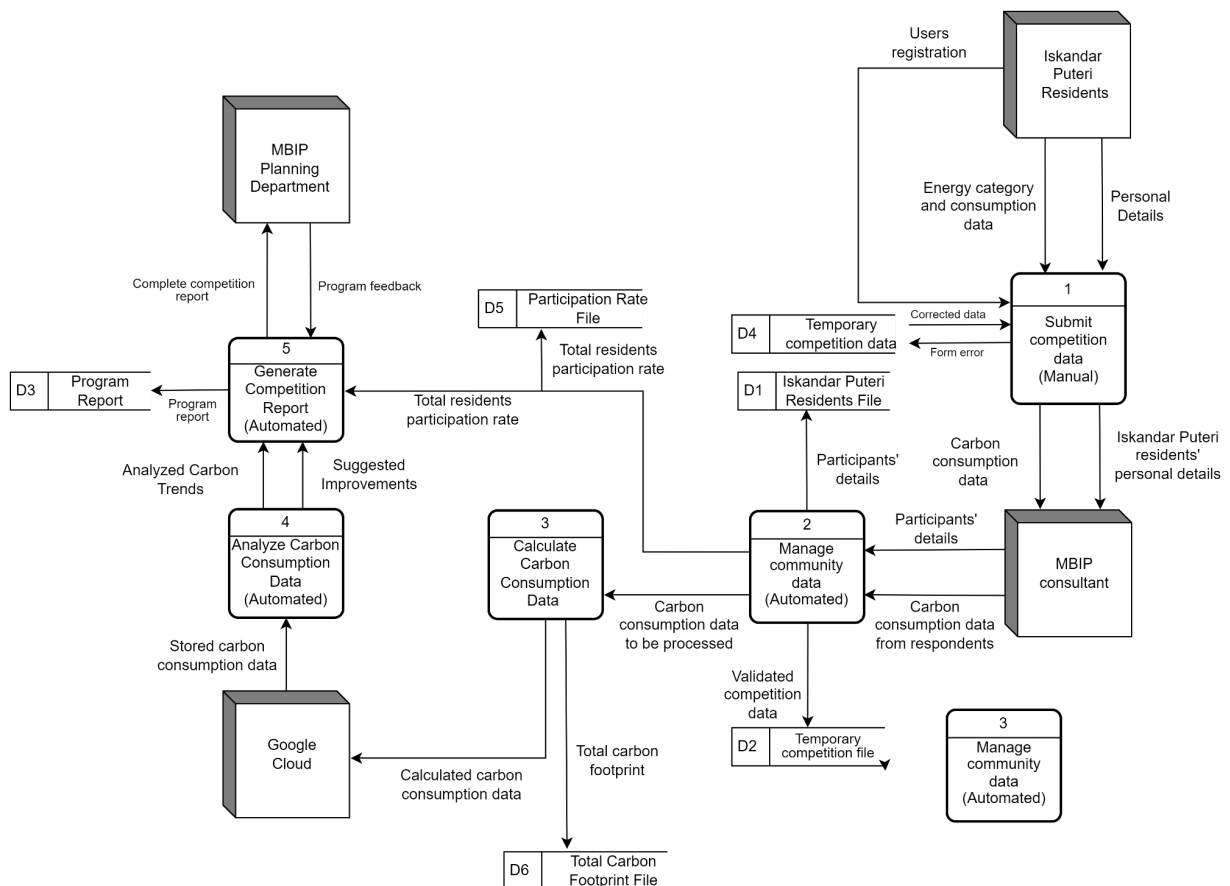 Users
registration
Iskandar
Puteri
Residents
MBIP
Planning
Department
Energy category
and consumption
data
Personal
Details
Complete competition
report
Program feedback
D5
Participation Rate
File
1
Submit
competition
data
(Manual)
Corrected data
D4
Temporary
competition data
Form error
Total residents
participation rate
5
Generate
Competition
Report
(Automated)
D3
Program
Report
Program
report
Total residents
participation rate
D1
Iskandar Puteri
Residents File
Analyzed Carbon
Trends
Suggested
Improvements
Participants'
details
Carbon
consumption
data
Iskandar Puteri
residents'
personal details
4
Analyze Carbon
Consumption
Data
(Automated)
3
Calculate
Carbon
Consumption
Data
2
Manage
community
data
(Automated)
Participants'
details
MBIP
consultant
Carbon
consumption data
to be processed
Carbon
consumption data
from respondents
Stored carbon
consumption data
Validated
competition
data
Google
Cloud
D2
Temporary
competition file
3
Manage
community
data
(Automated)
Calculated carbon
consumption data
Total carbon
footprint
D6
Total Carbon
Footprint File